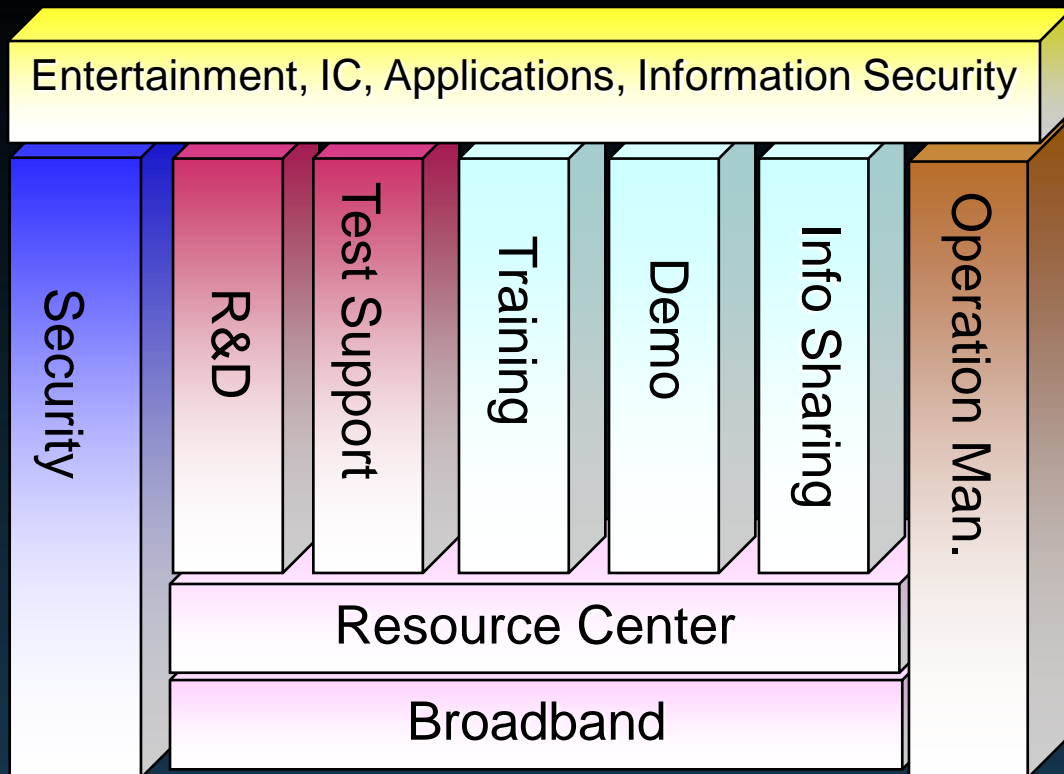 Entertainment, IC, Applications, Information Security
Security
R&D
Test Support
Training
Demo
Info Sharing
Operation Man.
Resource Center
Broadband